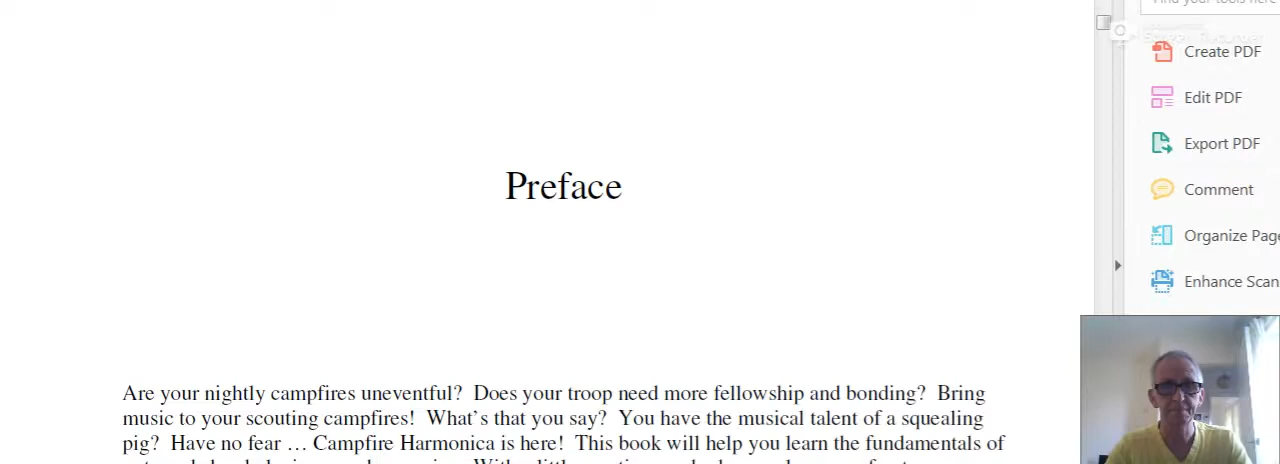 Create PDF
Edit PDF
Export PDF
Comment
Organize Page
Enhance Scan
Preface
Are your nightly campfires uneventful? Does your troop need more fellowship and bonding? Bring
music to your scouting campfires! What's that you say? You have the musical talent of a squealing
pig? Have no fear … Campfire Harmonica is here! This book will help you learn the fundamentals of